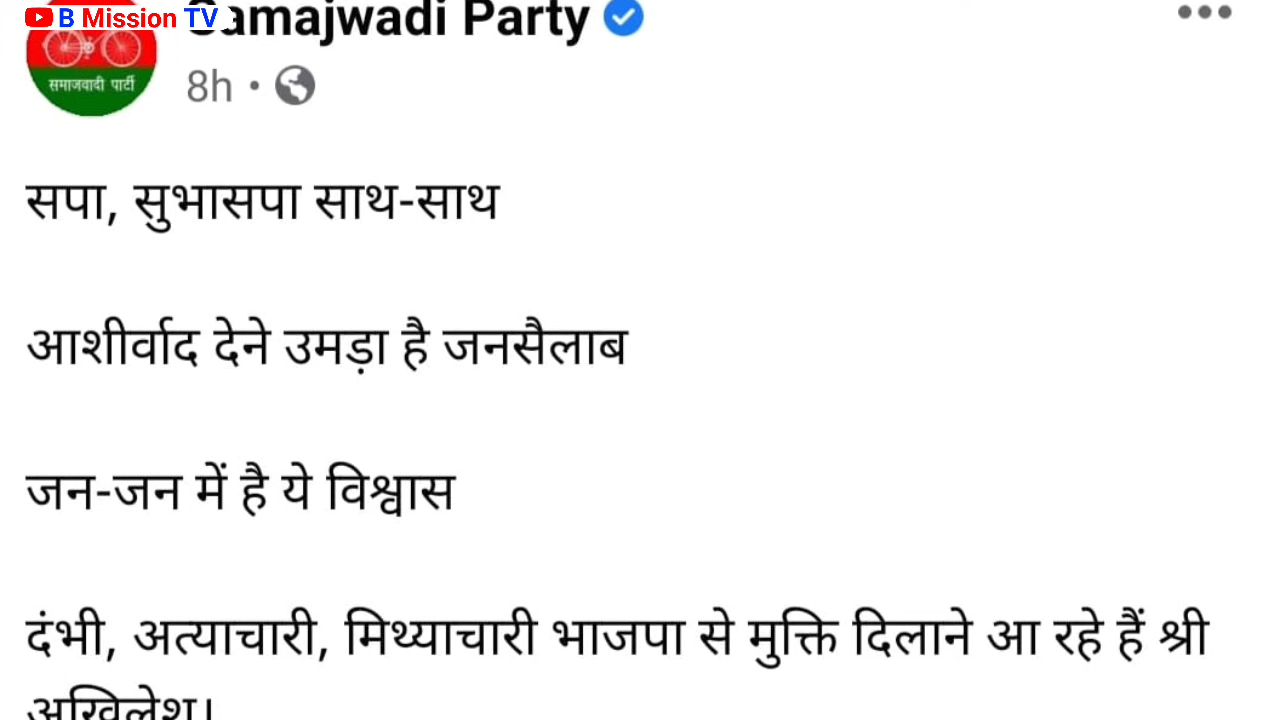 B Mission TV
Samajwadi Party
समाजवादी पार्टी
8h •
सपा, सुभासपा साथ-साथ
आशीर्वाद देने उमड़ा है जनसैलाब
जन-जन में है ये विश्वास
दंभी, अत्याचारी, मिथ्याचारी भाजपा से मुक्ति दिलाने आ रहे हैं श्री
अखिलेश।